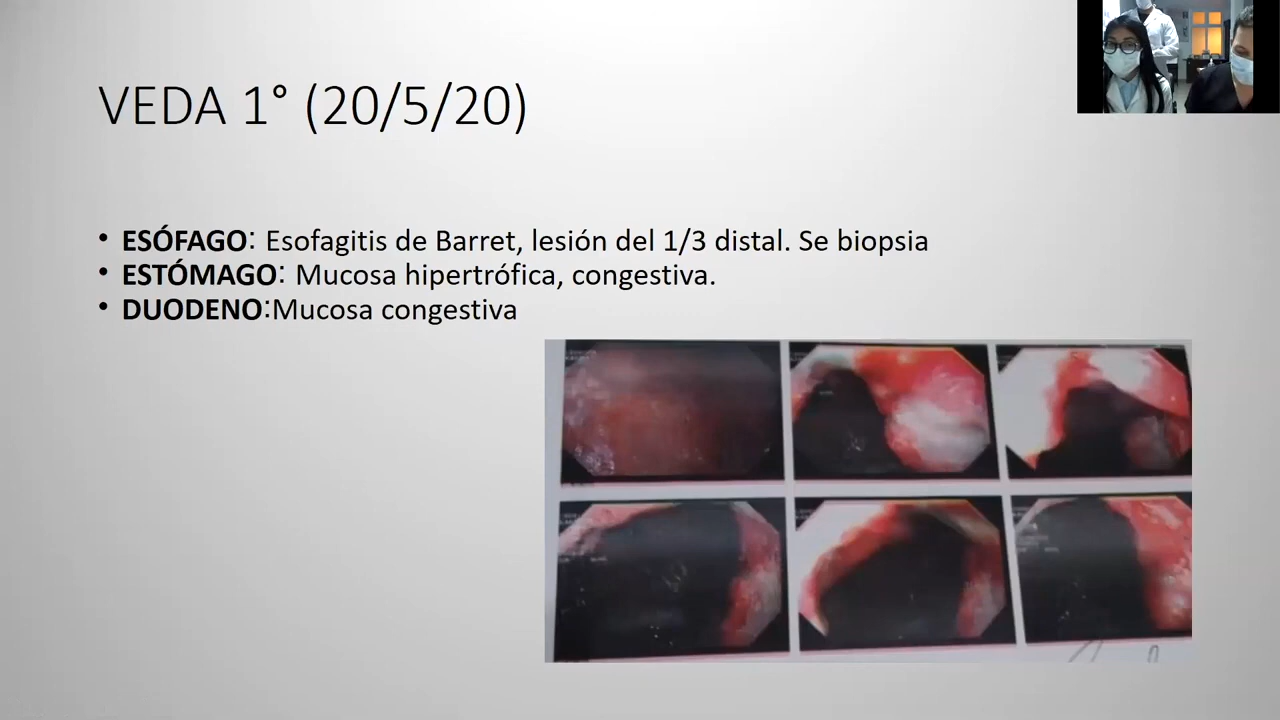 VEDA 1° (20/5/20)
• ESÓFAGO: Esofagitis de Barret, lesión del 1/3 distal. Se biopsia
• ESTÓMAGO: Mucosa hipertrófica, congestiva.
• DUODENO:Mucosa congestiva